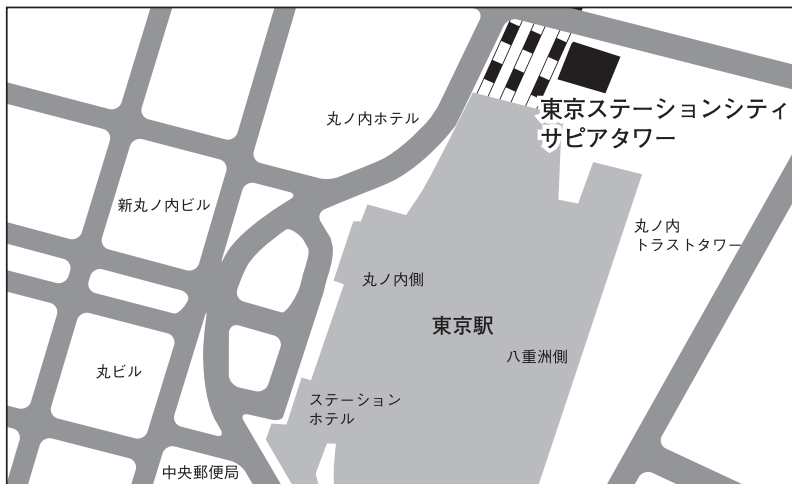 東京ステーションシティ
サピアタワー
丸ノ内ホテル
新丸ノ内ビル
丸ノ内
トラストタワー
丸ノ内側
東京駅
八重洲側
丸ビル
ステーション
ホテル
中央郵便局